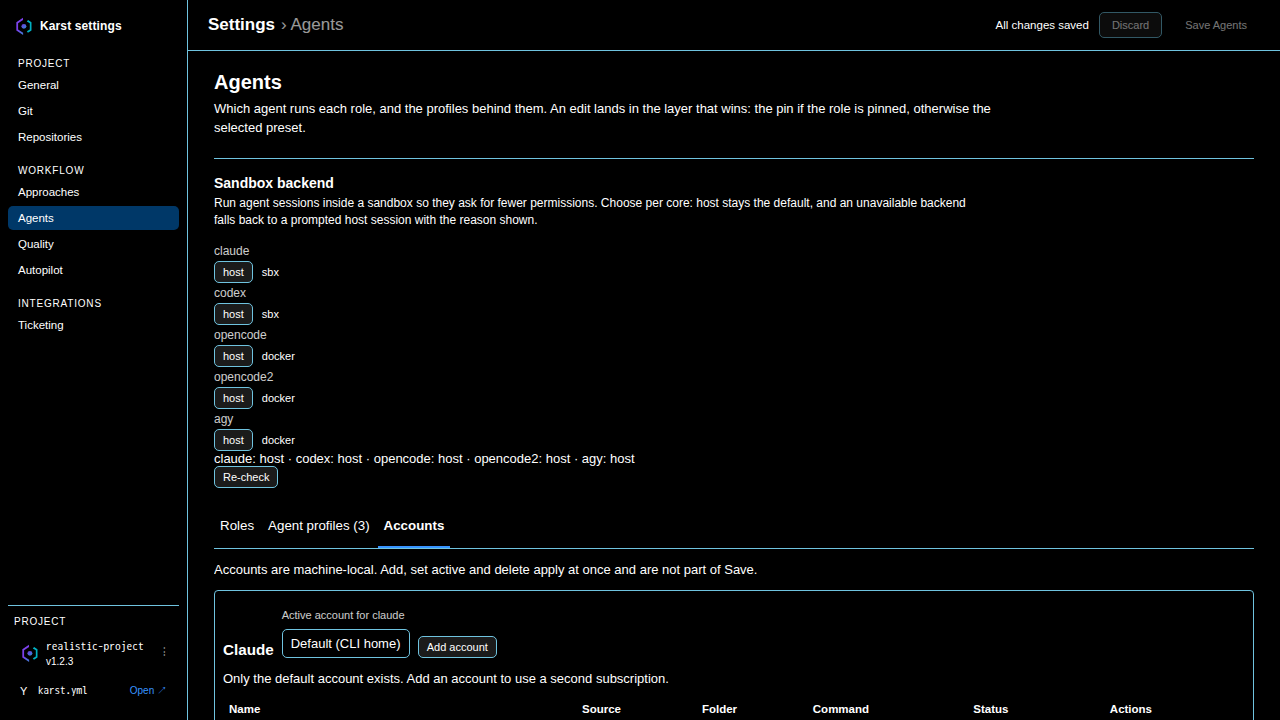 Karst settings
PROJECT
General
Git
Repositories
WORKFLOW
Approaches
Agents
Quality
Autopilot
INTEGRATIONS
Ticketing
PROJECT
realistic-project
v1.2.3
Y karst.yml Open ↗
Settings › Agents
All changes saved Discard Save Agents
Agents
Which agent runs each role, and the profiles behind them. An edit lands in the layer that wins: the pin if the role is pinned, otherwise the
selected preset.
Sandbox backend
Run agent sessions inside a sandbox so they ask for fewer permissions. Choose per core: host stays the default, and an unavailable backend
falls back to a prompted host session with the reason shown.
claude
host sbx
codex
host sbx
opencode
host docker
opencode2
host docker
agy
host docker
claude: host · codex: host · opencode: host · opencode2: host · agy: host
Re-check
Roles Agent profiles (3) Accounts
Accounts are machine-local. Add, set active and delete apply at once and are not part of Save.
Active account for claude
Claude Default (CLI home) Add account
Only the default account exists. Add an account to use a second subscription.
Name Source Folder Command Status Actions